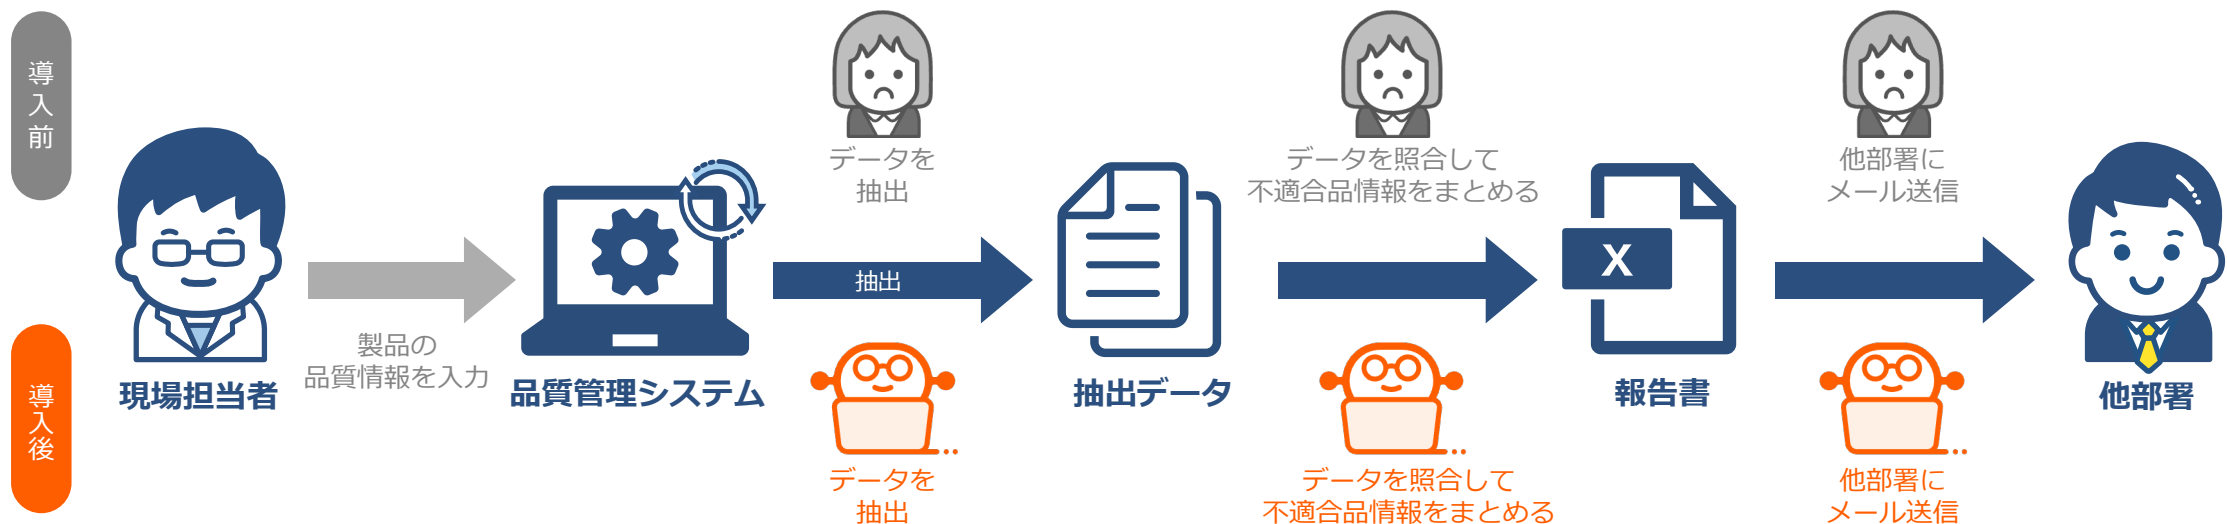 導入前
データを
抽出
データを照合して
不適合品情報をまとめる
他部署に
メール送信
抽出
X
製品の
品質情報を入力
現場担当者
品質管理システム
抽出データ
報告書
他部署
導入後
データを
抽出
データを照合して
不適合品情報をまとめる
他部署に
メール送信